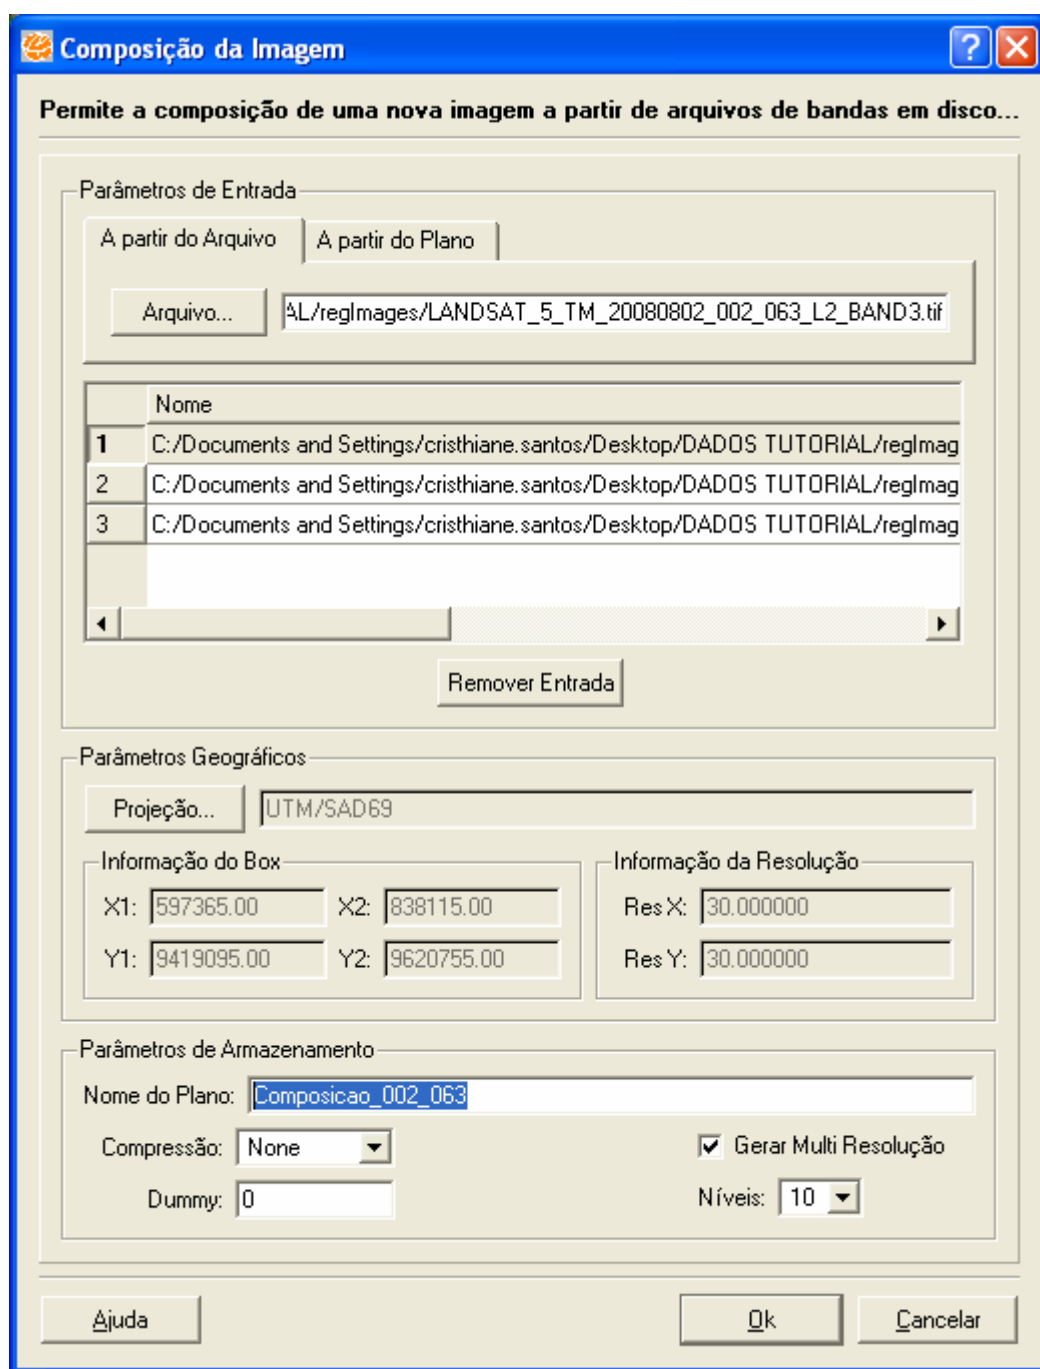 Composição da Imagem
Permite a composição de uma nova imagem a partir de arquivos de bandas em disco...
Parâmetros de Entrada
A partir do Arquivo A partir do Plano
Arquivo... AL/regImages/LANDSAT_5_TM_20080802_002_063_L2_BAND3.tif
Nome
1 C:/Documents and Settings/cristhiane.santos/Desktop/DADOS TUTORIAL/regImag
2 C:/Documents and Settings/cristhiane.santos/Desktop/DADOS TUTORIAL/regImag
3 C:/Documents and Settings/cristhiane.santos/Desktop/DADOS TUTORIAL/regImag
Remover Entrada
Parâmetros Geográficos
Projeção... UTM/SAD69
Informação do Box Informação da Resolução
X1: 597365.00 X2: 838115.00 Res X: 30.000000
Y1: 9419095.00 Y2: 9620755.00 Res Y: 30.000000
Parâmetros de Armazenamento
Nome do Plano: Composicao_002_063
Compressão: None Gerar Multi Resolução
Dummy: 0 Níveis: 10
Ajuda Ok Cancelar